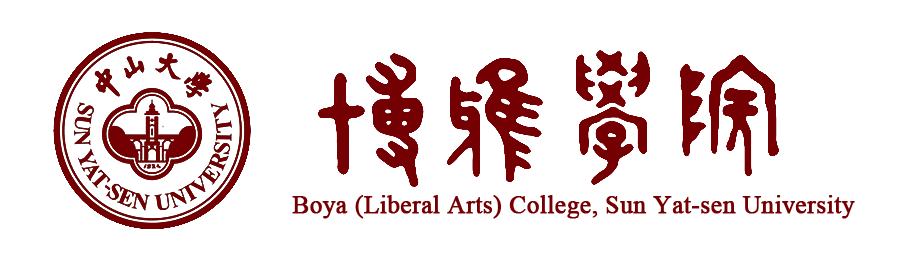 中山大學
SUN YAT-SEN UNIVERSITY
1924
博雅學院
Boya (Liberal Arts) College, Sun Yat-sen University